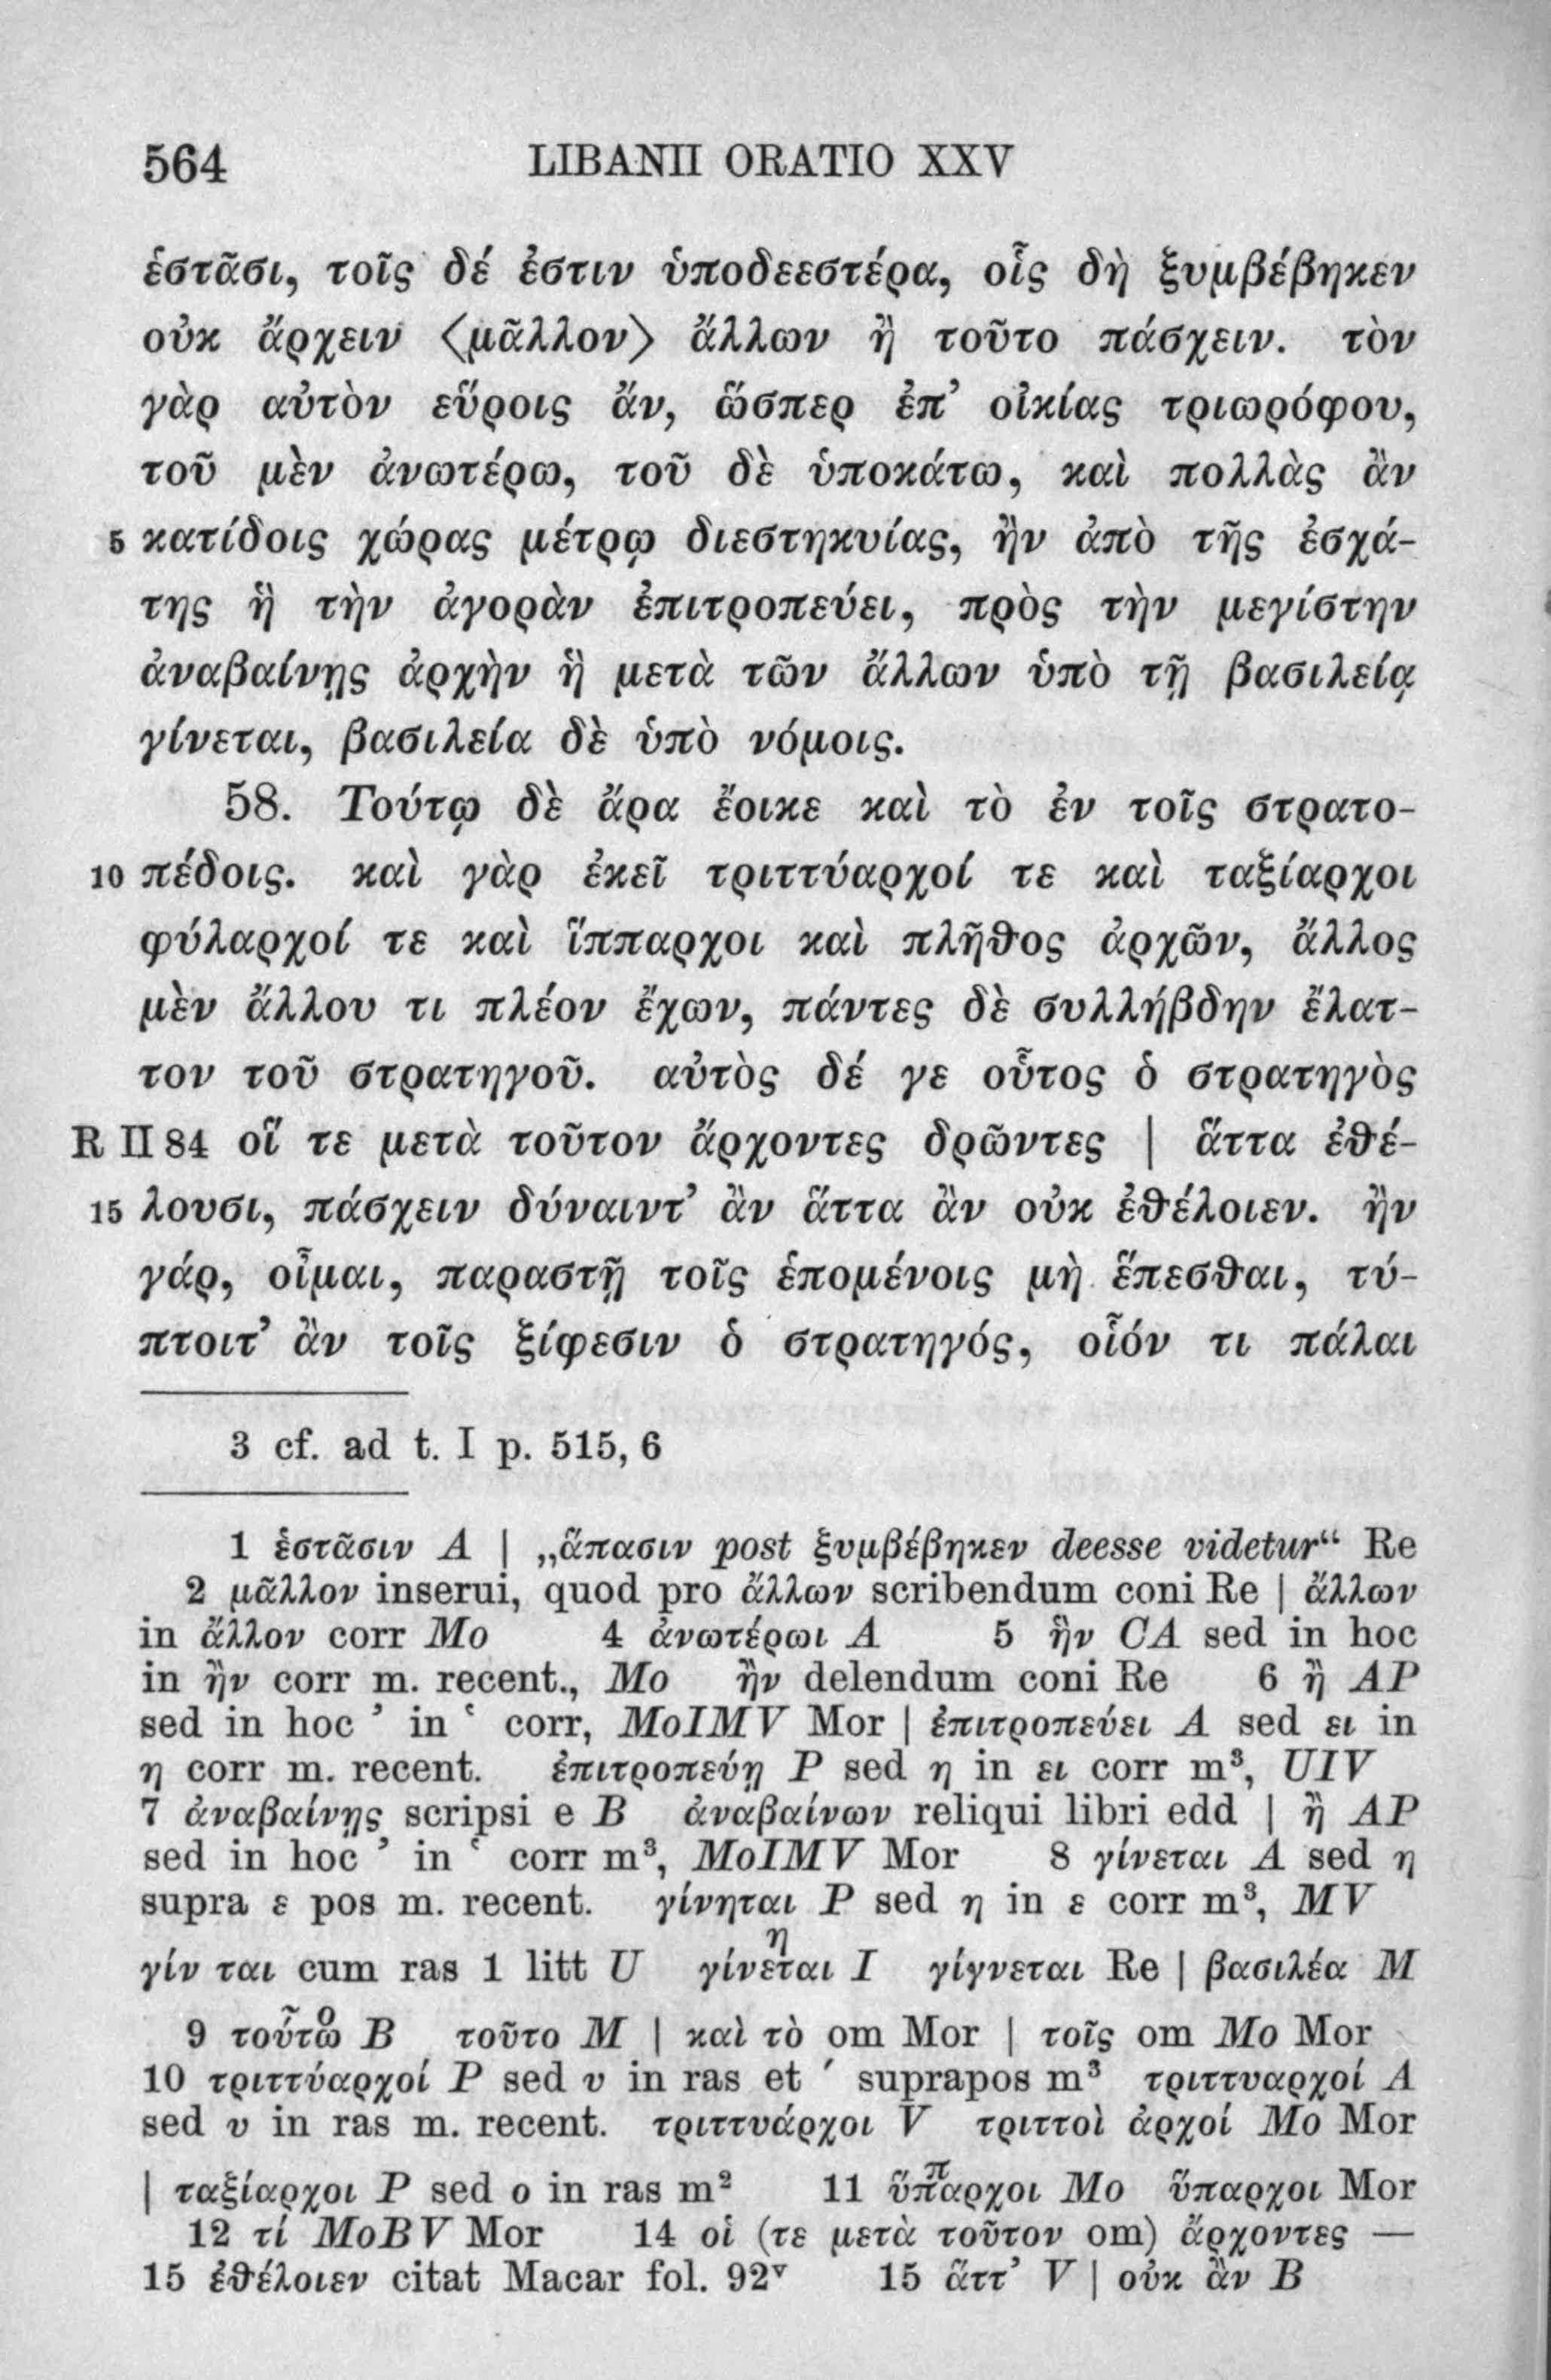 564 LIBANII ORATIO XXV
ἑστᾶσι, τοῖς δέ ἐστιν ὑποδεεστέρα, οἷς δὴ ξυμβέβηκεν
οὐκ ἄρχειν ⟨μᾶλλον⟩ ἄλλων ἢ τοῦτο πάσχειν. τὸν
γὰρ αὐτὸν εὕροις ἄν, ὥσπερ ἐπ’ οἰκίας τριωρόφου,
τοῦ μὲν ἀνωτέρω, τοῦ δὲ ὑποκάτω, καὶ πολλὰς ἂν
5 κατίδοις χώρας μέτρῳ διεστηκυίας, ἢν ἀπὸ τῆς ἐσχά-
της ἣ τὴν ἀγορὰν ἐπιτροπεύει, πρὸς τὴν μεγίστην
ἀναβαίνῃς ἀρχὴν ἣ μετὰ τῶν ἄλλων ὑπὸ τῇ βασιλείᾳ
γίνεται, βασιλεία δὲ ὑπὸ νόμοις.
58. Τούτῳ δὲ ἄρα ἔοικε καὶ τὸ ἐν τοῖς στρατο-
10 πέδοις. καὶ γὰρ ἐκεῖ τριττύαρχοί τε καὶ ταξίαρχοι
φύλαρχοί τε καὶ ἵππαρχοι καὶ πλῆθος ἀρχῶν, ἄλλος
μὲν ἄλλου τι πλέον ἔχων, πάντες δὲ συλλήβδην ἔλατ-
τον τοῦ στρατηγοῦ. αὐτὸς δέ γε οὗτος ὁ στρατηγὸς
R II 84 οἵ τε μετὰ τοῦτον ἄρχοντες δρῶντες | ἅττα ἐθέ-
15 λουσι, πάσχειν δύναιντ’ ἂν ἅττα ἂν οὐκ ἐθέλοιεν. ἢν
γάρ, οἶμαι, παραστῇ τοῖς ἑπομένοις μὴ ἕπεσθαι, τύ-
πτοιτ’ ἂν τοῖς ξίφεσιν ὁ στρατηγός, οἷόν τι πάλαι
3 cf. ad t. I p. 515, 6
1 ἑστᾶσιν A | „ἅπασιν post ξυμβέβηκεν deesse videtur“ Re
2 μᾶλλον inserui, quod pro ἄλλων scribendum coni Re | ἄλλων
in ἄλλον corr Mo 4 ἀνωτέρωι A 5 ἣν CA sed in hoc
in ἢν corr m. recent., Mo ἢν delendum coni Re 6 ἢ AP
sed in hoc ʼ in ʽ corr, MoIMV Mor | ἐπιτροπεύει A sed ει in
η corr m. recent. ἐπιτροπεύῃ P sed η in ει corr m³, UIV
7 ἀναβαίνῃς scripsi e B ἀναβαίνων reliqui libri edd | ἢ AP
sed in hoc ʼ in ʽ corr m³, MoIMV Mor 8 γίνεται A sed η
supra ε pos m. recent. γίνηται P sed η in ε corr m³, MV
γίν ται cum ras 1 litt U γίνεηται I γίγνεται Re | βασιλέα M
9 τούτῶο B τοῦτο M | καὶ τὸ om Mor | τοῖς om Mo Mor
10 τριττύαρχοί P sed υ in ras et ´ suprapos m³ τριττυαρχοί A
sed υ in ras m. recent. τριττυάρχοι V τριττοὶ ἀρχοί Mo Mor
| ταξίαρχοι P sed ο in ras m² 11 ὕππαρχοι Mo ὕπαρχοι Mor
12 τί MoBV Mor 14 οἱ (τε μετὰ τοῦτον om) ἄρχοντες —
15 ἐθέλοιεν citat Macar fol. 92ᵛ 15 ἅττ’ V | οὐκ ἂν B